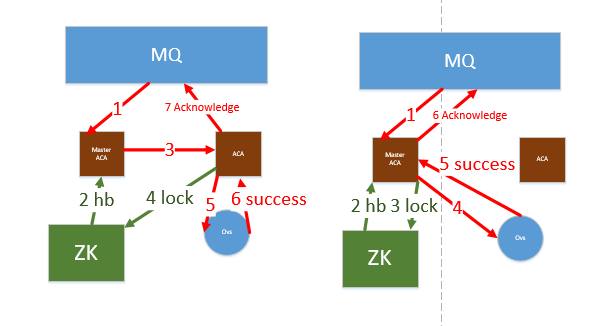 MQ
1
7 Acknowledge
Master
ACA
3
ACA
2 hb
4 lock
5
6 success
ZK
Ovs
MQ
1
6 Acknowledge
Master
ACA
ACA
5 success
2 hb
3 lock
4
ZK
Ovs